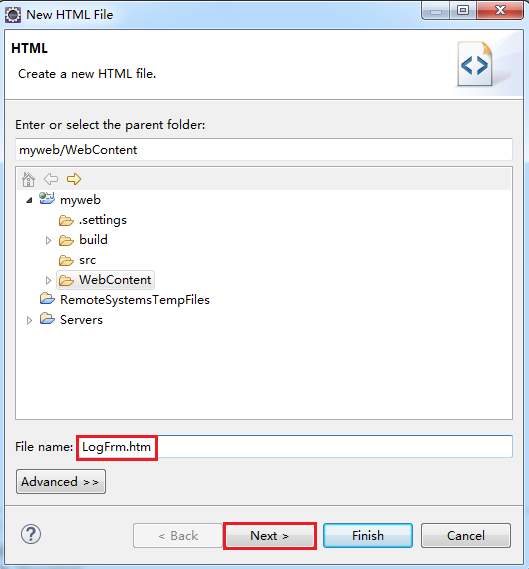 New HTML File
HTML
Create a new HTML file.
Enter or select the parent folder:
myweb/WebContent
myweb
.settings
build
src
WebContent
RemoteSystemsTempFiles
Servers
File name: LogFrm.htm
Advanced >>
< Back Next > Finish Cancel